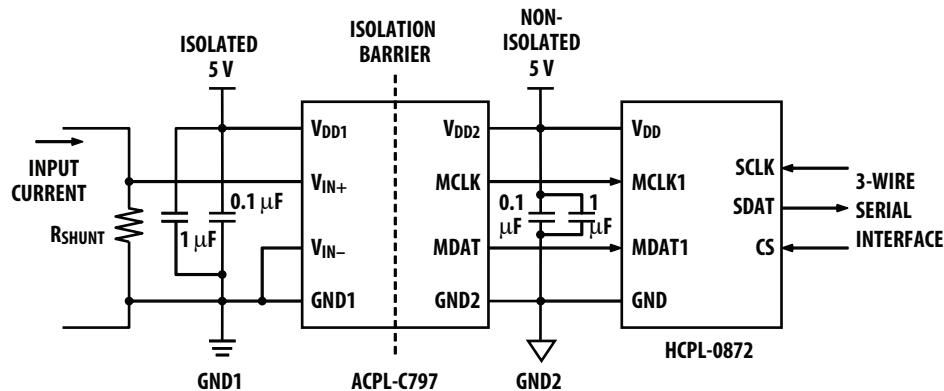 ISOLATED
5 V
ISOLATION
BARRIER
NON-
ISOLATED
5 V
INPUT
CURRENT
RSHUNT
1 μF
0.1 μF
VDD1
VIN+
VIN–
GND1
VDD2
MCLK
MDAT
GND2
0.1
μF
1
μF
VDD
MCLK1
MDAT1
GND
SCLK
SDAT
CS
3-WIRE
SERIAL
INTERFACE
GND1
ACPL-C797
GND2
HCPL-0872